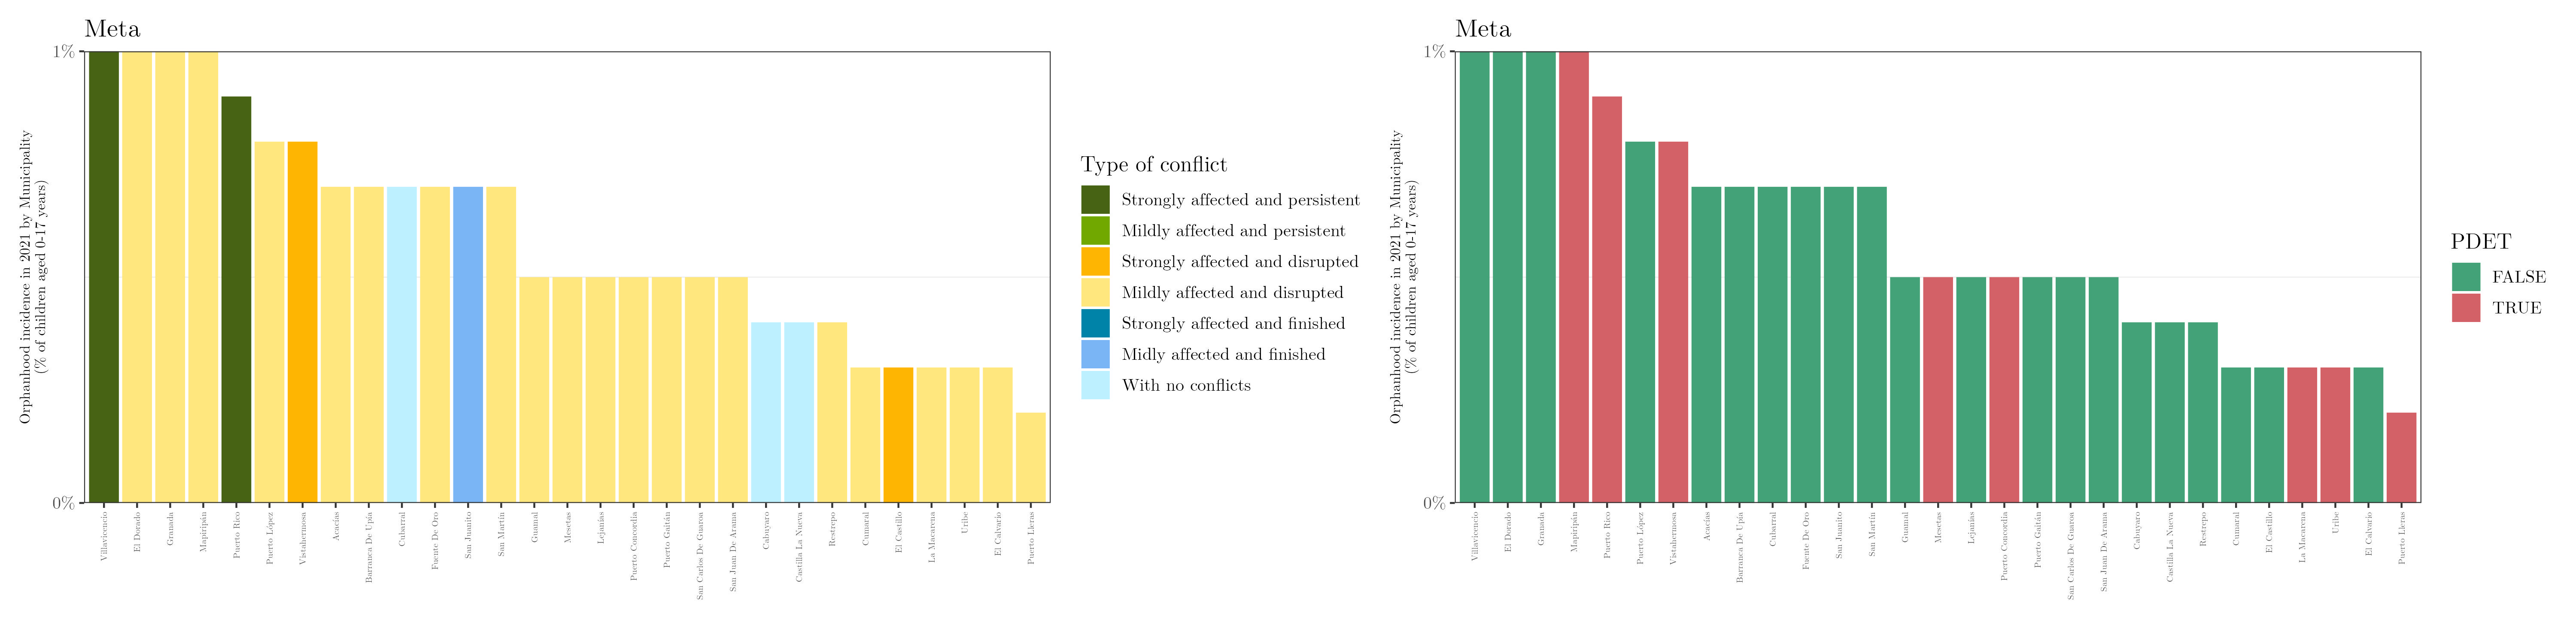 Meta
1%
0%
Orphanhood incidence in 2021 by Municipality
(% of children aged 0-17 years)
Villavicencio
El Dorado
Granada
Mapiripán
Puerto Rico
Puerto López
Vistahermosa
Acacías
Barranca De Upía
Cubarral
Fuente De Oro
San Juanito
San Martín
Guamal
Mesetas
Lejanías
Puerto Concordia
Puerto Gaitán
San Carlos De Guaroa
San Juan De Arama
Cabuyaro
Castilla La Nueva
Restrepo
Cumaral
El Castillo
La Macarena
Uribe
El Calvario
Puerto Lleras
Type of conflict
Strongly affected and persistent
Mildly affected and persistent
Strongly affected and disrupted
Mildly affected and disrupted
Strongly affected and finished
Midly affected and finished
With no conflicts
Meta
1%
0%
Orphanhood incidence in 2021 by Municipality
(% of children aged 0-17 years)
Villavicencio
El Dorado
Granada
Mapiripán
Puerto Rico
Puerto López
Vistahermosa
Acacías
Barranca De Upía
Cubarral
Fuente De Oro
San Juanito
San Martín
Guamal
Mesetas
Lejanías
Puerto Concordia
Puerto Gaitán
San Carlos De Guaroa
San Juan De Arama
Cabuyaro
Castilla La Nueva
Restrepo
Cumaral
El Castillo
La Macarena
Uribe
El Calvario
Puerto Lleras
PDET
FALSE
TRUE